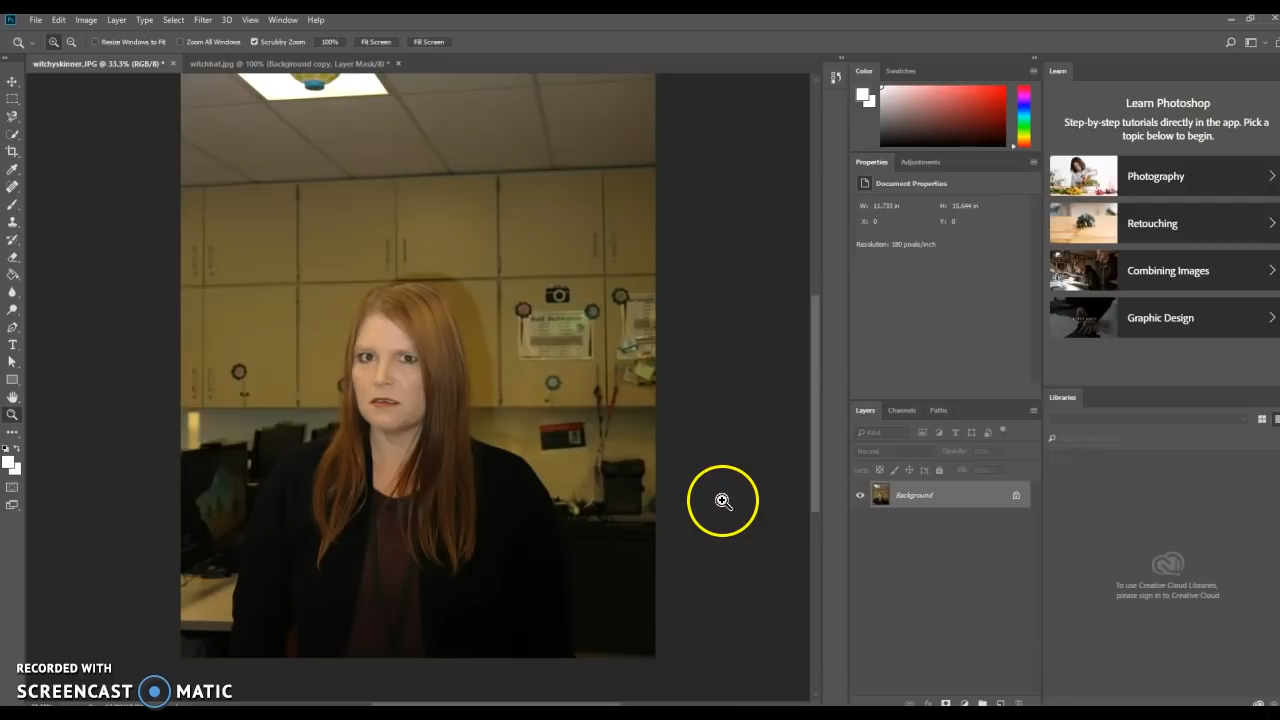 Ps File Edit Image Layer Type Select Filter 3D View Window Help
Resize Windows to Fit Zoom All Windows Scrubby Zoom 100% Fit Screen Fill Screen
witchyskinner.JPG @ 33.3% (RGB/8) * × witchhat.jpg @ 100% (Background copy, Layer Mask/8) * ×
Color Swatches
Learn
Learn Photoshop
Step-by-step tutorials directly in the app. Pick a
topic below to begin.
Properties Adjustments
Document Properties
W: 11.733 in H: 15.644 in
X: 0 Y: 0
Resolution: 180 pixels/inch
Photography
Retouching
Combining Images
Graphic Design
Libraries
Layers Channels Paths
Kind
Normal Opacity:
Lock: Fill:
Background
To use Creative Cloud Libraries,
please sign in to Creative Cloud
RECORDED WITH
SCREENCAST MATIC